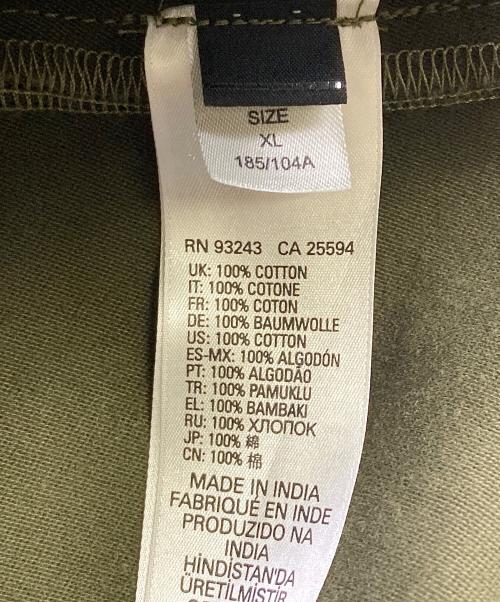 SIZE
XL
185/104A
RN 93243 CA 25594
UK: 100% COTTON
IT: 100% COTONE
FR: 100% COTON
DE: 100% BAUMWOLLE
US: 100% COTTON
ES-MX: 100% ALGODÓN
PT: 100% ALGODÃO
TR: 100% PAMUKLU
EL: 100% BAMBAKI
RU: 100% ХЛОПОК
JP: 100% 綿
CN: 100% 棉
MADE IN INDIA
FABRIQUÉ EN INDE
PRODUZIDO NA
INDIA
HİNDİSTAN'DA
ÜRETİLMİŞTİR